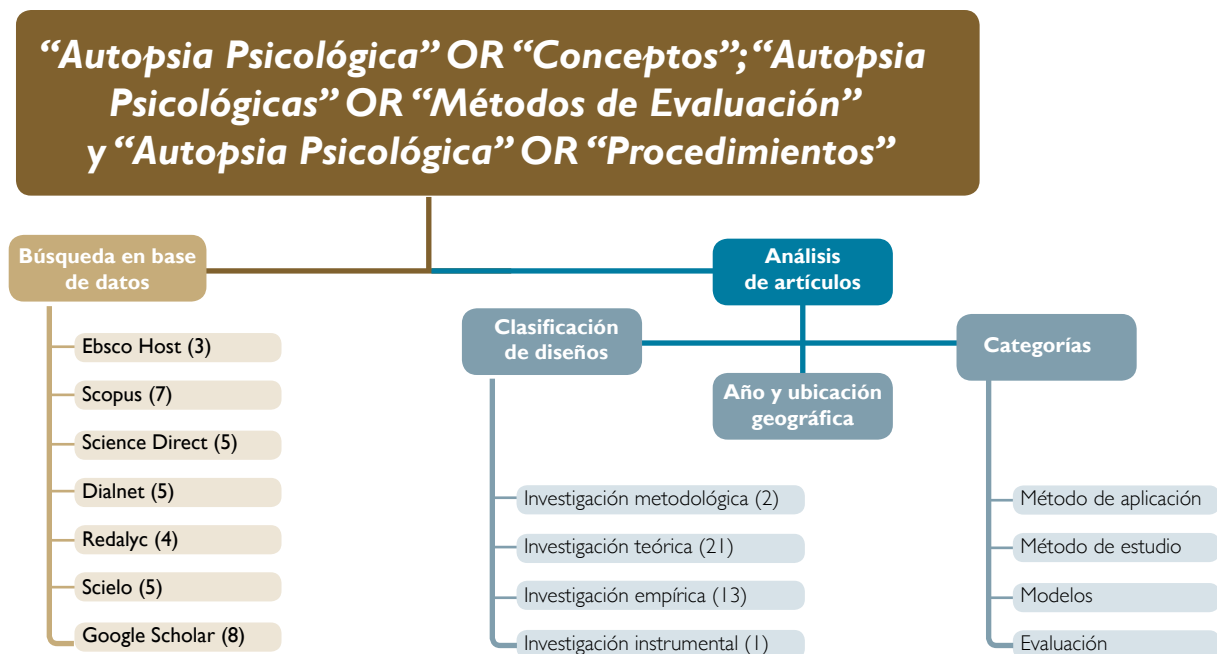 “Autopsia Psicológica” OR “Conceptos”; “Autopsia
Psicológicas” OR “Métodos de Evaluación”
y “Autopsia Psicológica” OR “Procedimientos”
Búsqueda en base
de datos
Ebsco Host (3)
Scopus (7)
Science Direct (5)
Dialnet (5)
Redalyc (4)
Scielo (5)
Google Scholar (8)
Análisis
de artículos
Clasificación
de diseños
Investigación metodológica (2)
Investigación teórica (21)
Investigación empírica (13)
Investigación instrumental (1)
Año y ubicación
geográfica
Categorías
Método de aplicación
Método de estudio
Modelos
Evaluación